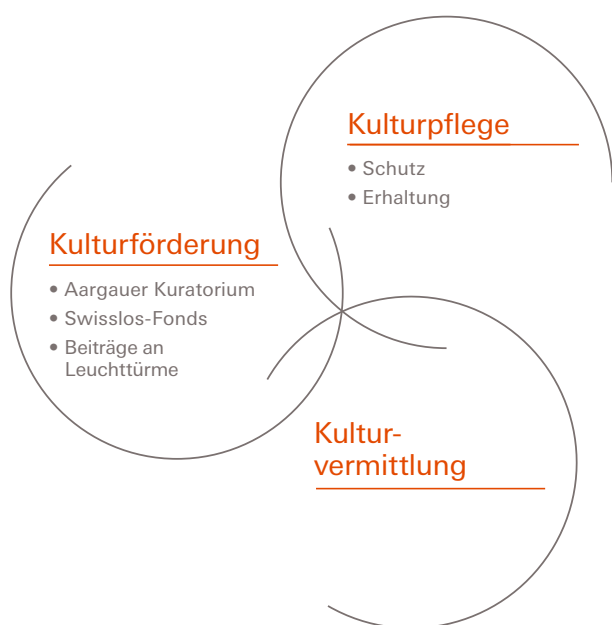 Kulturpflege
• Schutz
• Erhaltung
Kulturförderung
• Aargauer Kuratorium
• Swisslos-Fonds
• Beiträge an
Leuchttürme
Kultur-
vermittlung